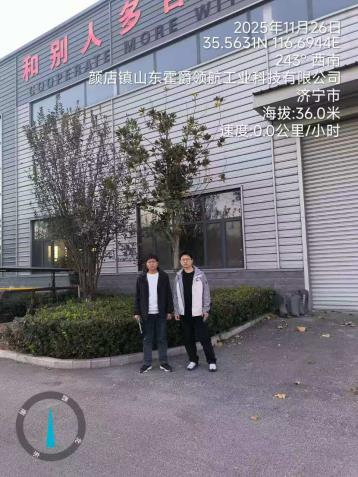 2025年11月26日
35.5631N 116.6944E
243° 西南
颜店镇山东霍爵领航工业科技有限公司
济宁市
海拔:36.0米
速度:0.0公里/小时
和别人多
COOPERATE MORE WIT